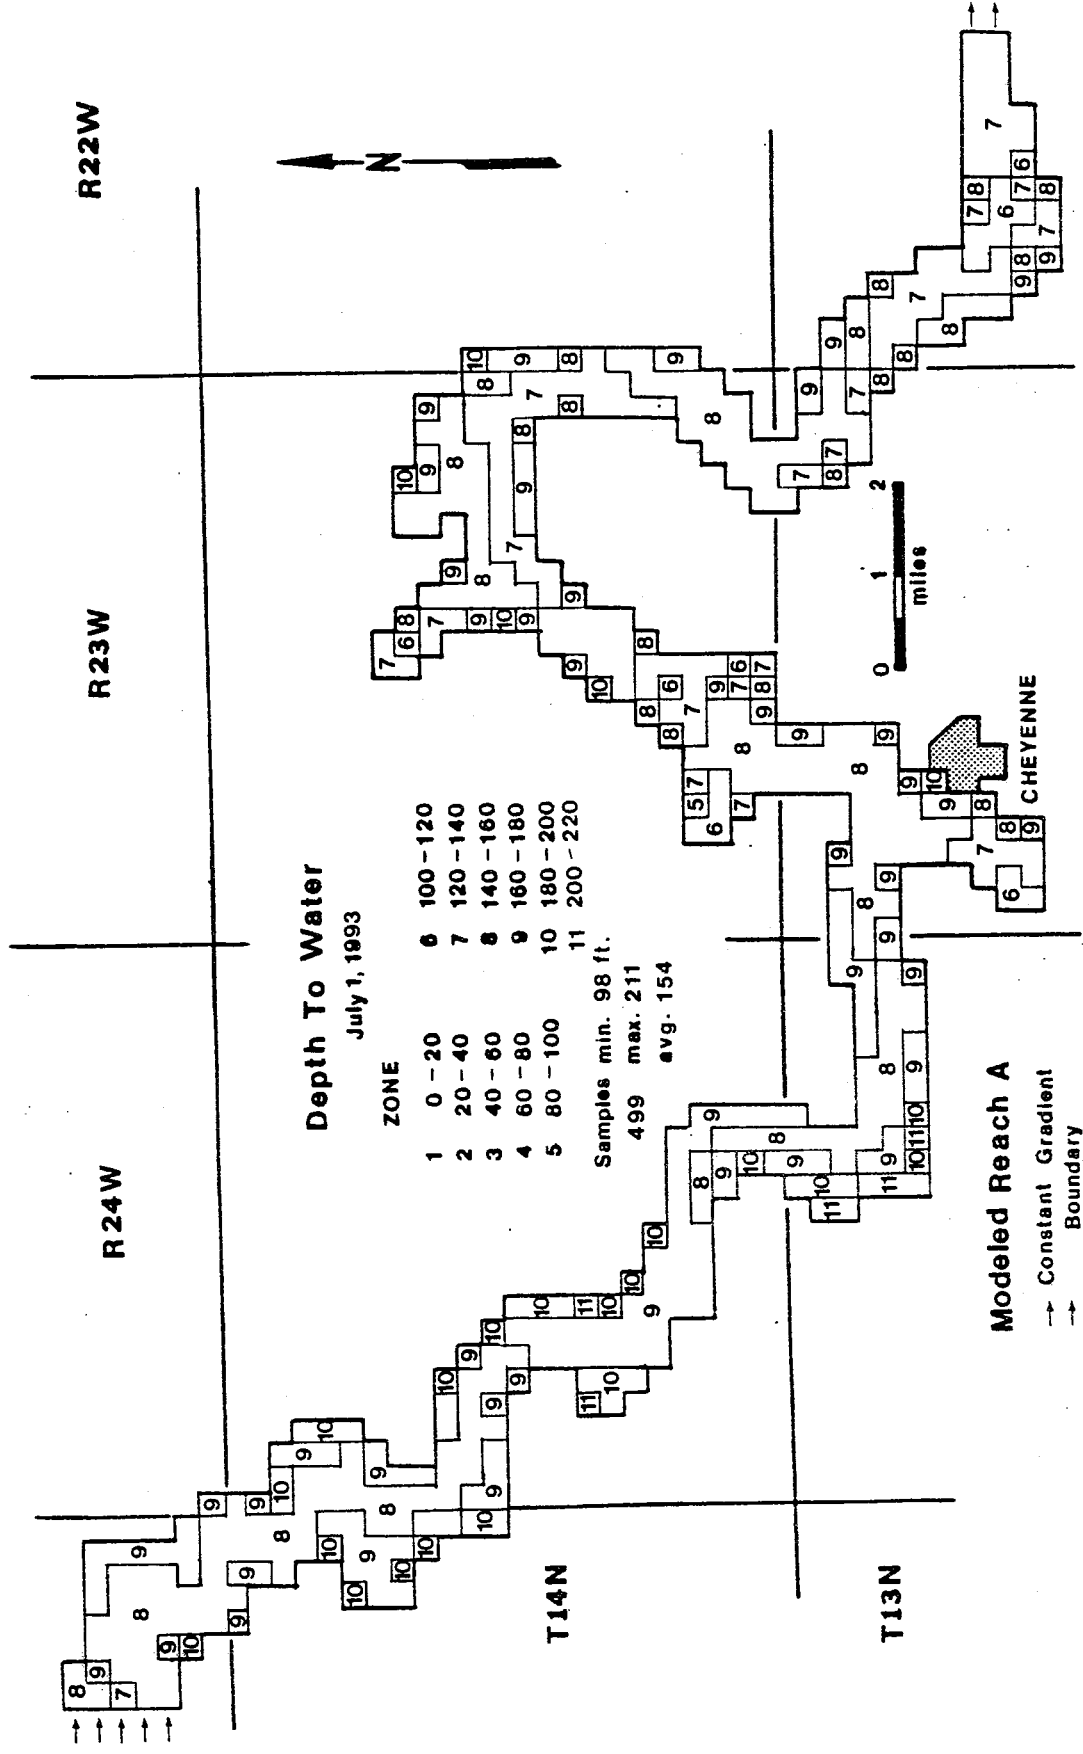 R24W
R23W
R22W
N
Depth To Water
July 1, 1993
ZONE
1 0-20 6 100-120
2 20-40 7 120-140
3 40-60 8 140-160
4 60-80 9 160-180
5 80-100 10 180-200
11 200-220
Samples min. 98 ft.
499 max. 211
avg. 154
T14N
T13N
0 1 2
miles
CHEYENNE
Modeled Reach A
→ Constant Gradient
→ Boundary